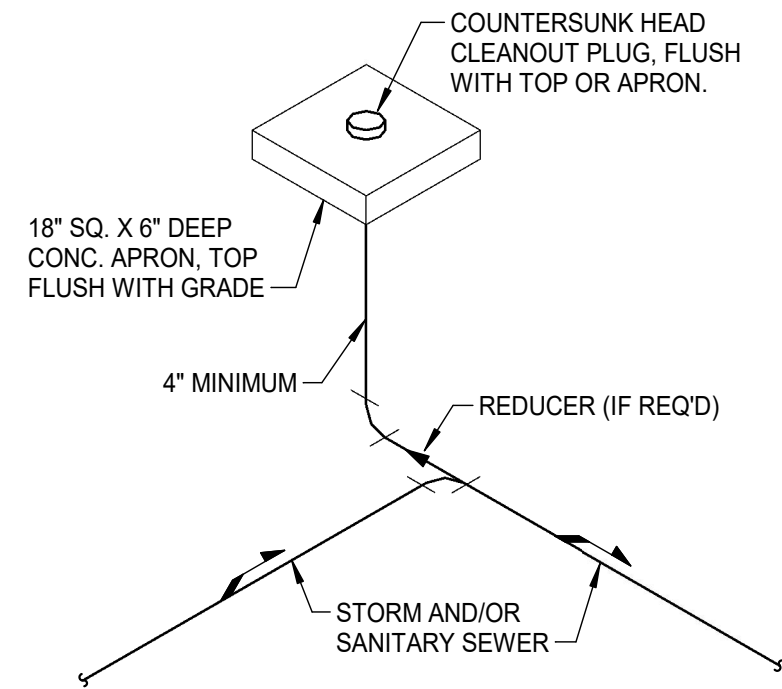 COUNTERSUNK HEAD
CLEANOUT PLUG, FLUSH
WITH TOP OR APRON.
18" SQ. X 6" DEEP
CONC. APRON, TOP
FLUSH WITH GRADE
4" MINIMUM
REDUCER (IF REQ'D)
STORM AND/OR
SANITARY SEWER